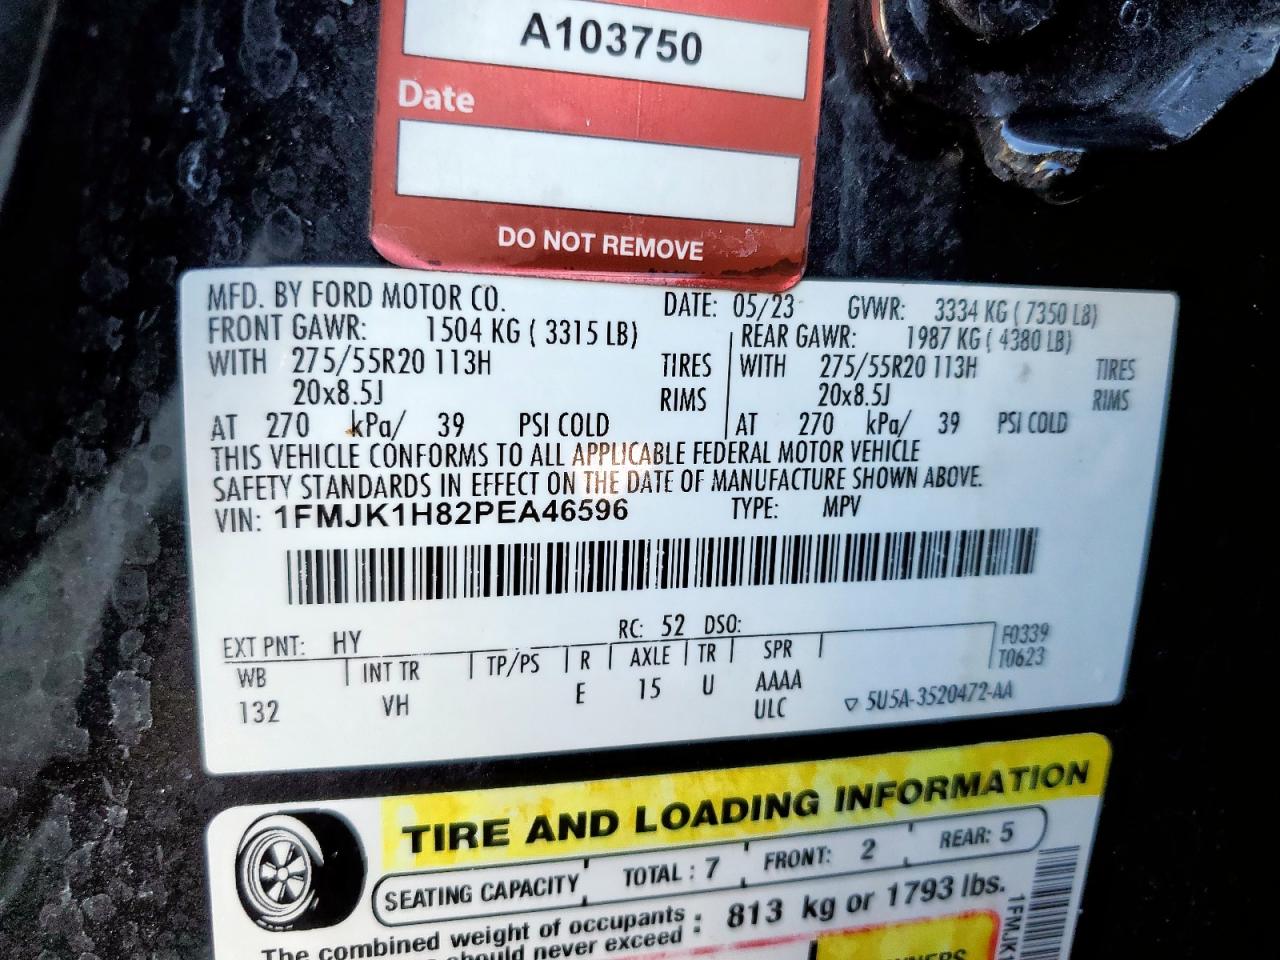 A103750
Date
DO NOT REMOVE
MFD. BY FORD MOTOR CO. DATE: 05/23 GVWR: 3334 KG ( 7350 LB)
FRONT GAWR: 1504 KG ( 3315 LB) REAR GAWR: 1987 KG ( 4380 LB)
WITH 275/55R20 113H TIRES WITH 275/55R20 113H TIRES
20x8.5J RIMS 20x8.5J RIMS
AT 270 kPa/ 39 PSI COLD AT 270 kPa/ 39 PSI COLD
THIS VEHICLE CONFORMS TO ALL APPLICABLE FEDERAL MOTOR VEHICLE
SAFETY STANDARDS IN EFFECT ON THE DATE OF MANUFACTURE SHOWN ABOVE.
VIN: 1FMJK1H82PEA46596 TYPE: MPV
EXT PNT: HY RC: 52 DSO: F0339
WB INT TR TP/PS R AXLE TR SPR T0623
132 VH E 15 U AAAA
ULC ▽ 5U5A-3520472-AA
TIRE AND LOADING INFORMATION
SEATING CAPACITY TOTAL : 7 FRONT: 2 REAR: 5
The combined weight of occupants : 813 kg or 1793 lbs.
should never exceed :
1FMJK1